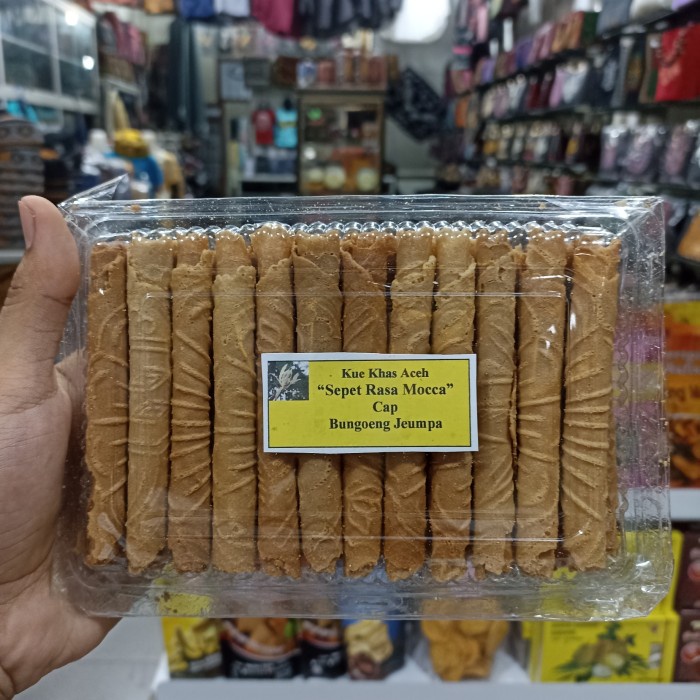 Kue Khas Aceh
“Sepet Rasa Mocca”
Cap
Bungoeng Jeumpa